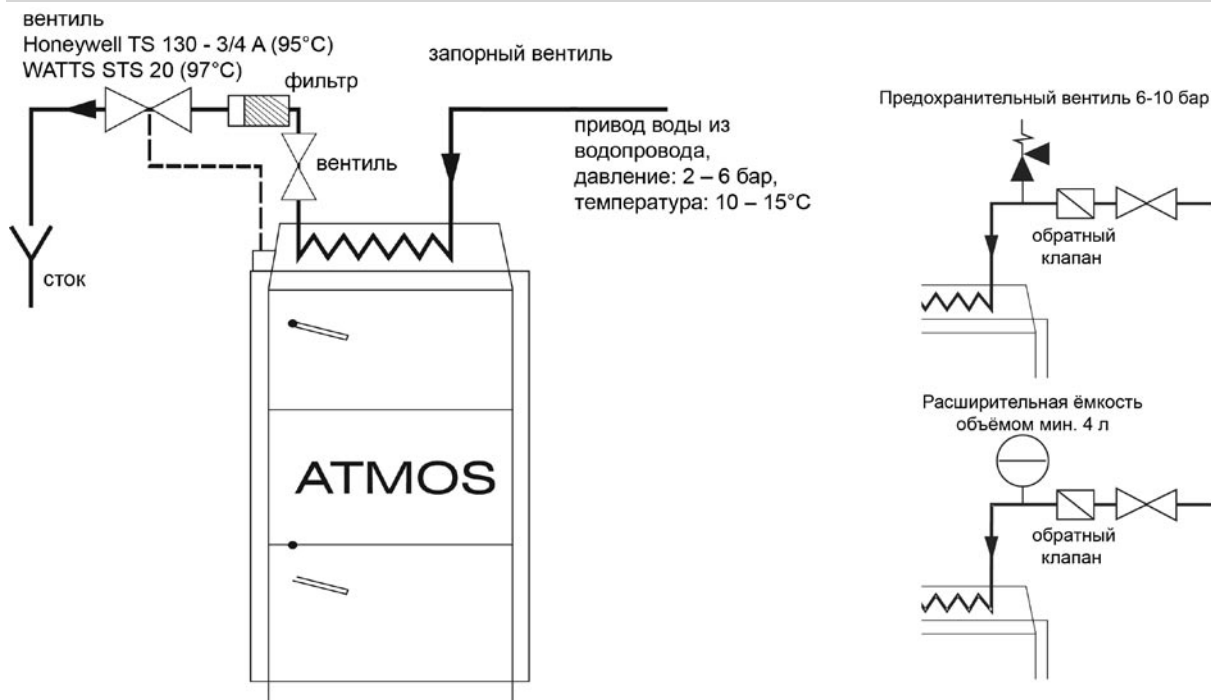 вентиль
Honeywell TS 130 - 3/4 A (95°C)
WATTS STS 20 (97°C)
фильтр
запорный вентиль
вентиль
привод воды из
водопровода,
давление: 2 – 6 бар,
температура: 10 – 15°C
сток
ATMOS
Предохранительный вентиль 6-10 бар
обратный
клапан
Расширительная ёмкость
объёмом мин. 4 л
обратный
клапан